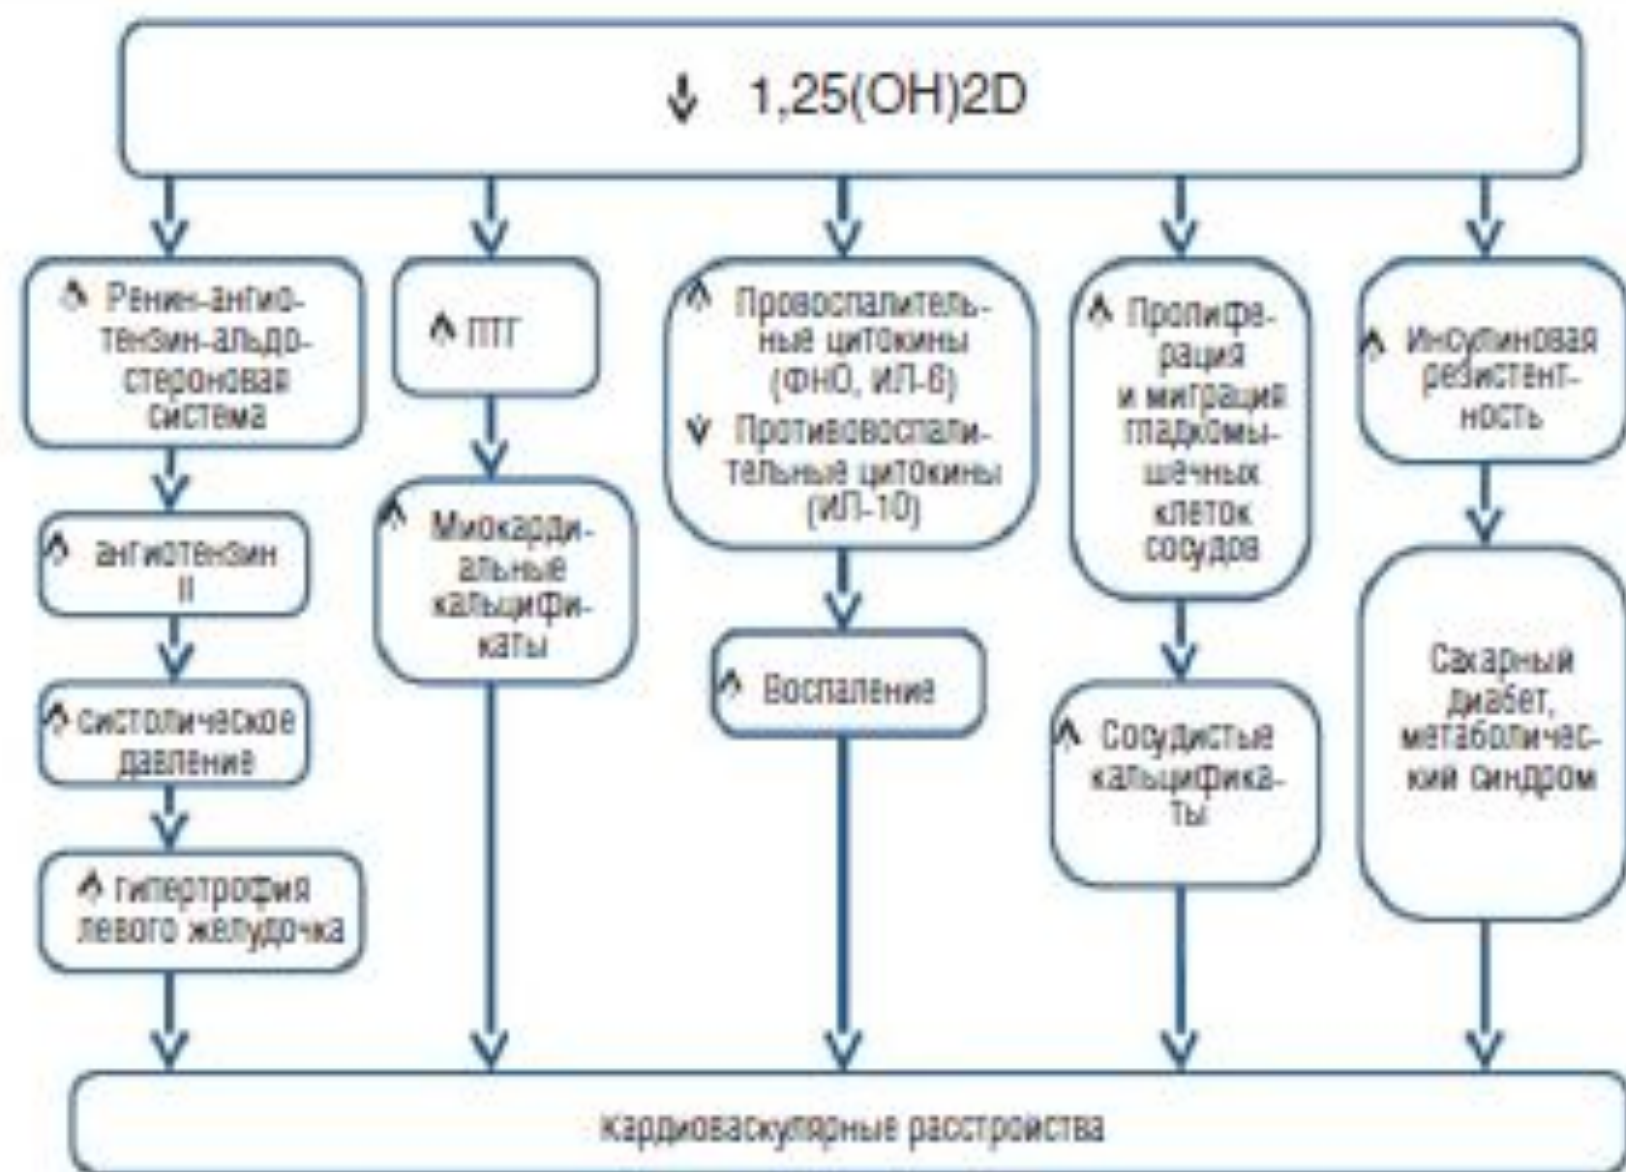 ↓ 1,25(OH)2D
↑ Ренин-ангио-
тензин-альдо-
стероновая
система
↑ ангиотензин
II
↑ систолическое
давление
↑ гипертрофия
левого желудочка
↑ ПТГ
↑ Миокарди-
альные
кальцифи-
каты
↑ Провоспалитель-
ные цитокины
(ФНО, ИЛ-6)
↓ Противовоспали-
тельные цитокины
(ИЛ-10)
↑ Воспаление
↑ Пролифе-
рация
и миграция
гладкомы-
шечных
клеток
сосудов
↑ Сосудистые
кальцифика-
ты
↑ Инсулиновая
резистент-
ность
Сахарный
диабет,
метаболичес-
кий синдром
Кардиоваскулярные расстройства